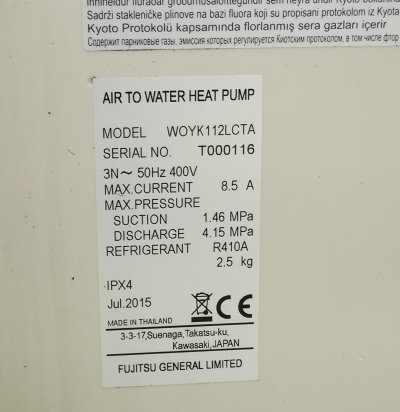 Sadrži stakleničke plinove na bazi fluora koji su propisani protokolom iz Kyota
Kyoto Protokolü kapsamında florlanmış sera gazları içerir
Содержит парниковые газы, эмиссия которых регулируется Киотским протоколом, в том числе фтор
AIR TO WATER HEAT PUMP
MODEL WOYK112LCTA
SERIAL NO. T000116
3N～ 50Hz 400V
MAX.CURRENT 8.5 A
MAX.PRESSURE
SUCTION 1.46 MPa
DISCHARGE 4.15 MPa
REFRIGERANT R410A
2.5 kg
IPX4
Jul.2015
CE
MADE IN THAILAND
3-3-17,Suenaga,Takatsu-ku,
Kawasaki,JAPAN
FUJITSU GENERAL LIMITED